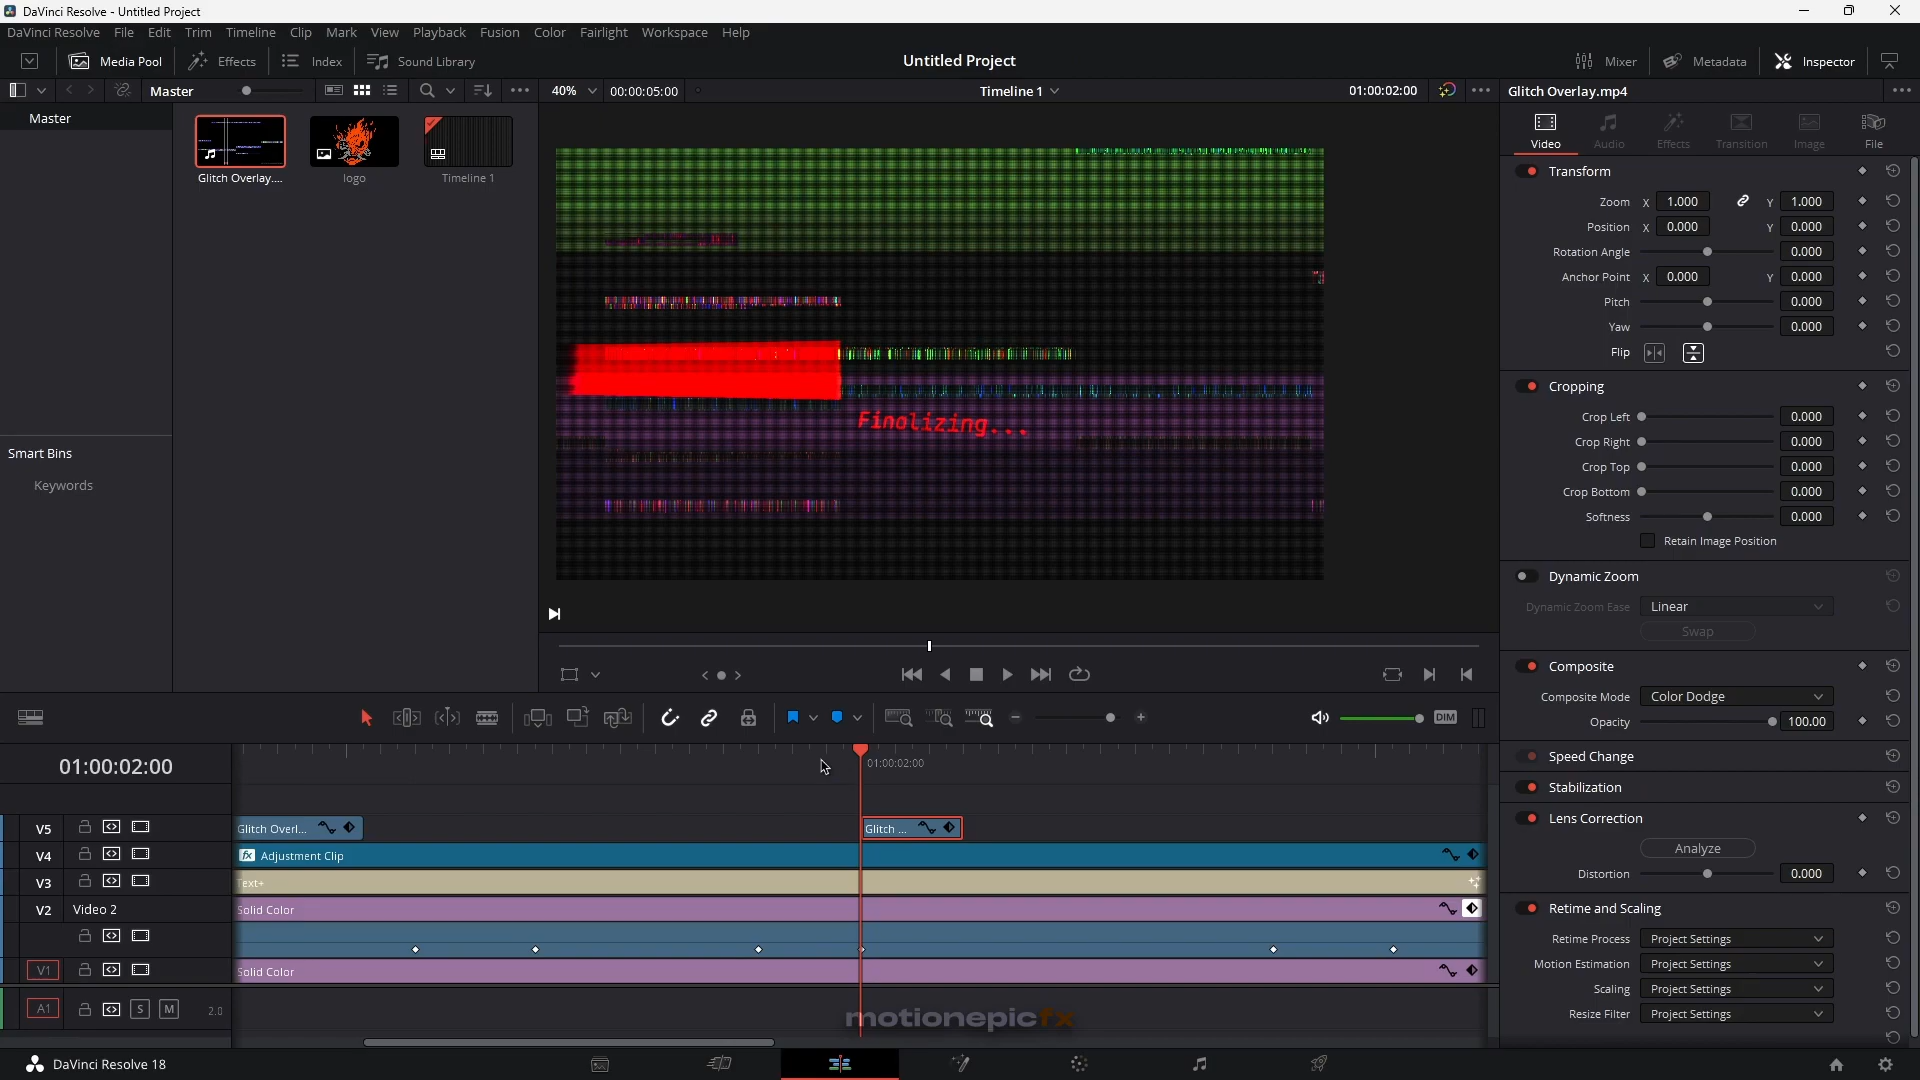 DaVinci Resolve - Untitled Project
DaVinci Resolve File Edit Trim Timeline Clip Mark View Playback Fusion Color Fairlight Workspace Help
Media Pool Effects Index Sound Library Untitled Project Mixer Metadata Inspector
Master 40% 00:00:05:00 Timeline 1 01:00:02:00 Glitch Overlay.mp4
Master
Glitch Overlay.... logo Timeline 1
Smart Bins
Keywords
Finalizing...
Video Audio Effects Transition Image File
Transform
Zoom X 1.000 Y 1.000
Position X 0.000 Y 0.000
Rotation Angle 0.000
Anchor Point X 0.000 Y 0.000
Pitch 0.000
Yaw 0.000
Flip
Cropping
Crop Left 0.000
Crop Right 0.000
Crop Top 0.000
Crop Bottom 0.000
Softness 0.000
Retain Image Position
Dynamic Zoom
Dynamic Zoom Ease Linear
Swap
Composite
Composite Mode Color Dodge
Opacity 100.00
Speed Change
Stabilization
Lens Correction
Analyze
Distortion 0.000
Retime and Scaling
Retime Process Project Settings
Motion Estimation Project Settings
Scaling Project Settings
Resize Filter Project Settings
DIM
01:00:02:00 01:00:02:00
V5 Glitch Overl... Glitch ...
V4 fx Adjustment Clip
V3 Text+
V2 Video 2 Solid Color
V1 Solid Color
A1 S M 2.0
motionepicfx
DaVinci Resolve 18